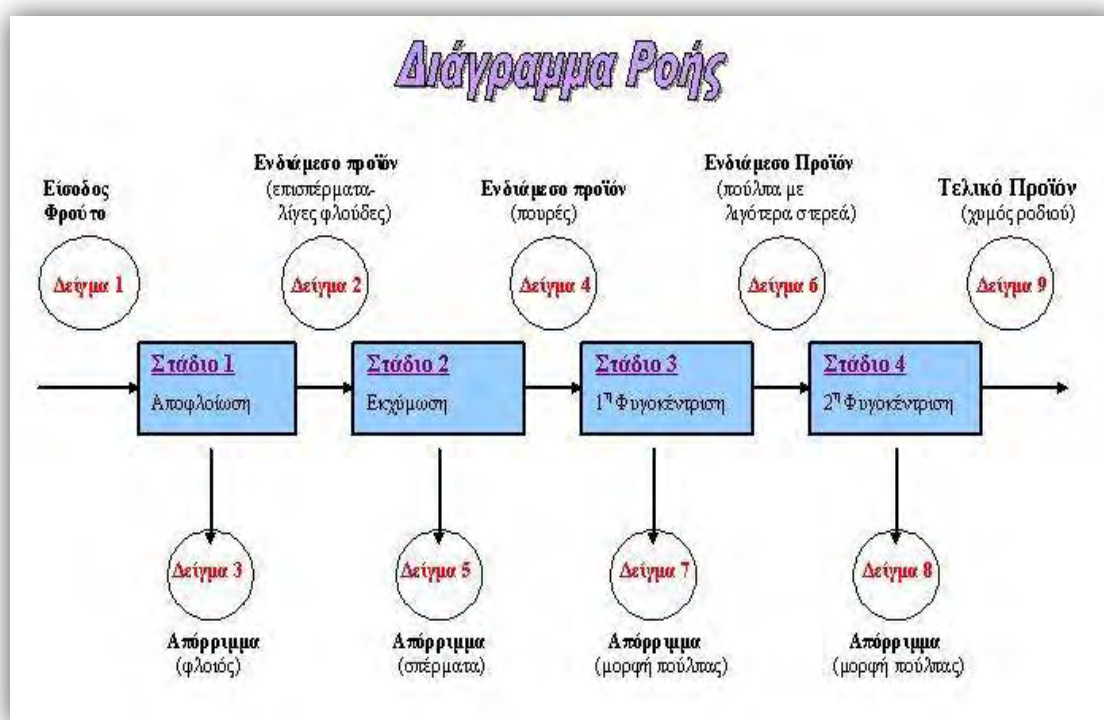 Διάγραμμα Ροής
Είσοδος
Φρούτο
Δείγμα 1
Ενδιάμεσο προϊόν
(επισπέρματα-
λίγες φλούδες)
Δείγμα 2
Ενδιάμεσο προϊόν
(πουρές)
Δείγμα 4
Ενδιάμεσο Προϊόν
(πούλπα με
λιγότερα στερεά)
Δείγμα 6
Τελικό Προϊόν
(χυμός ροδιού)
Δείγμα 9
Στάδιο 1
Αποφλοίωση
Στάδιο 2
Εκχύμωση
Στάδιο 3
1η Φυγοκέντριση
Στάδιο 4
2η Φυγοκέντριση
Δείγμα 3
Απόρριμμα
(φλοιός)
Δείγμα 5
Απόρριμμα
(σπέρματα)
Δείγμα 7
Απόρριμμα
(μορφή πούλπας)
Δείγμα 8
Απόρριμμα
(μορφή πούλπας)